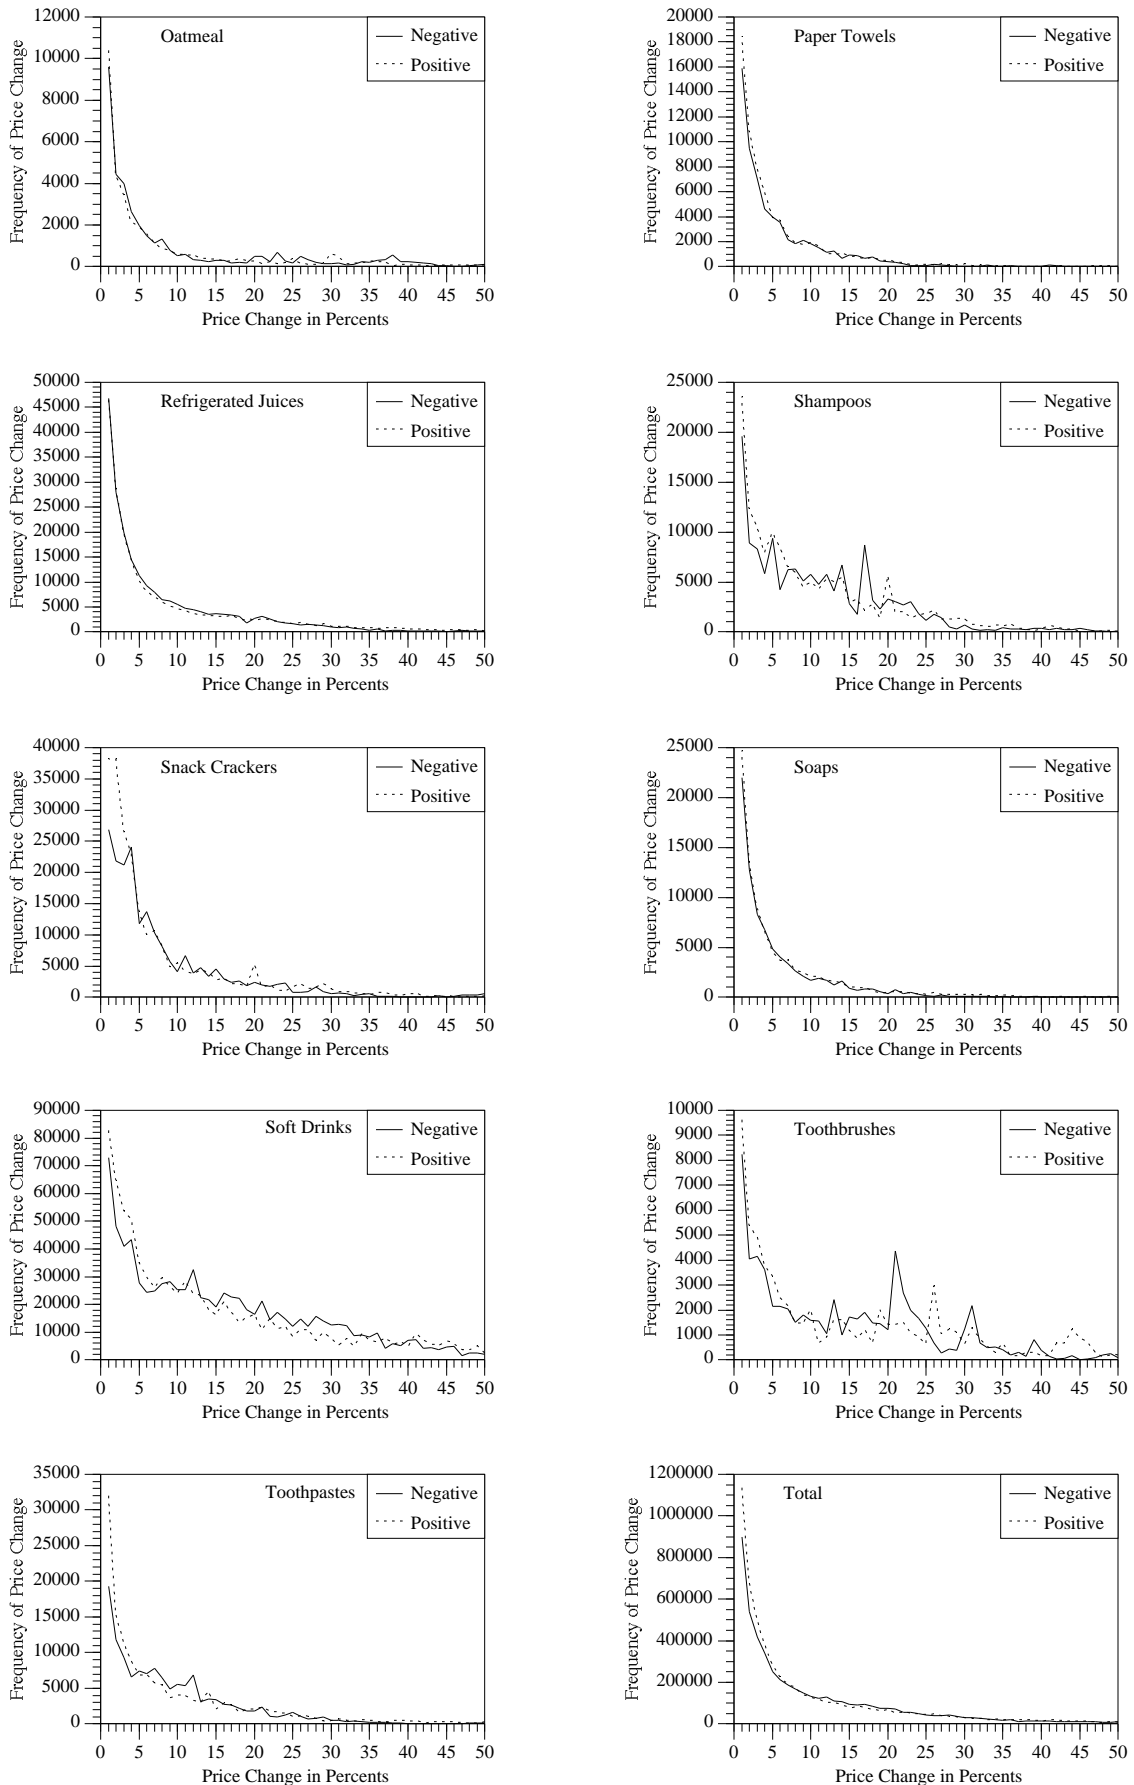 Oatmeal
Negative
Positive
12000
10000
8000
6000
4000
2000
0
Frequency of Price Change
0 5 10 15 20 25 30 35 40 45 50
Price Change in Percents
Paper Towels
Negative
Positive
20000
18000
16000
14000
12000
10000
8000
6000
4000
2000
0
Frequency of Price Change
0 5 10 15 20 25 30 35 40 45 50
Price Change in Percents
Refrigerated Juices
Negative
Positive
50000
45000
40000
35000
30000
25000
20000
15000
10000
5000
0
Frequency of Price Change
0 5 10 15 20 25 30 35 40 45 50
Price Change in Percents
Shampoos
Negative
Positive
25000
20000
15000
10000
5000
0
Frequency of Price Change
0 5 10 15 20 25 30 35 40 45 50
Price Change in Percents
Snack Crackers
Negative
Positive
40000
35000
30000
25000
20000
15000
10000
5000
0
Frequency of Price Change
0 5 10 15 20 25 30 35 40 45 50
Price Change in Percents
Soaps
Negative
Positive
25000
20000
15000
10000
5000
0
Frequency of Price Change
0 5 10 15 20 25 30 35 40 45 50
Price Change in Percents
Soft Drinks
Negative
Positive
90000
80000
70000
60000
50000
40000
30000
20000
10000
0
Frequency of Price Change
0 5 10 15 20 25 30 35 40 45 50
Price Change in Percents
Toothbrushes
Negative
Positive
10000
9000
8000
7000
6000
5000
4000
3000
2000
1000
0
Frequency of Price Change
0 5 10 15 20 25 30 35 40 45 50
Price Change in Percents
Toothpastes
Negative
Positive
35000
30000
25000
20000
15000
10000
5000
0
Frequency of Price Change
0 5 10 15 20 25 30 35 40 45 50
Price Change in Percents
Total
Negative
Positive
1200000
1000000
800000
600000
400000
200000
0
Frequency of Price Change
0 5 10 15 20 25 30 35 40 45 50
Price Change in Percents